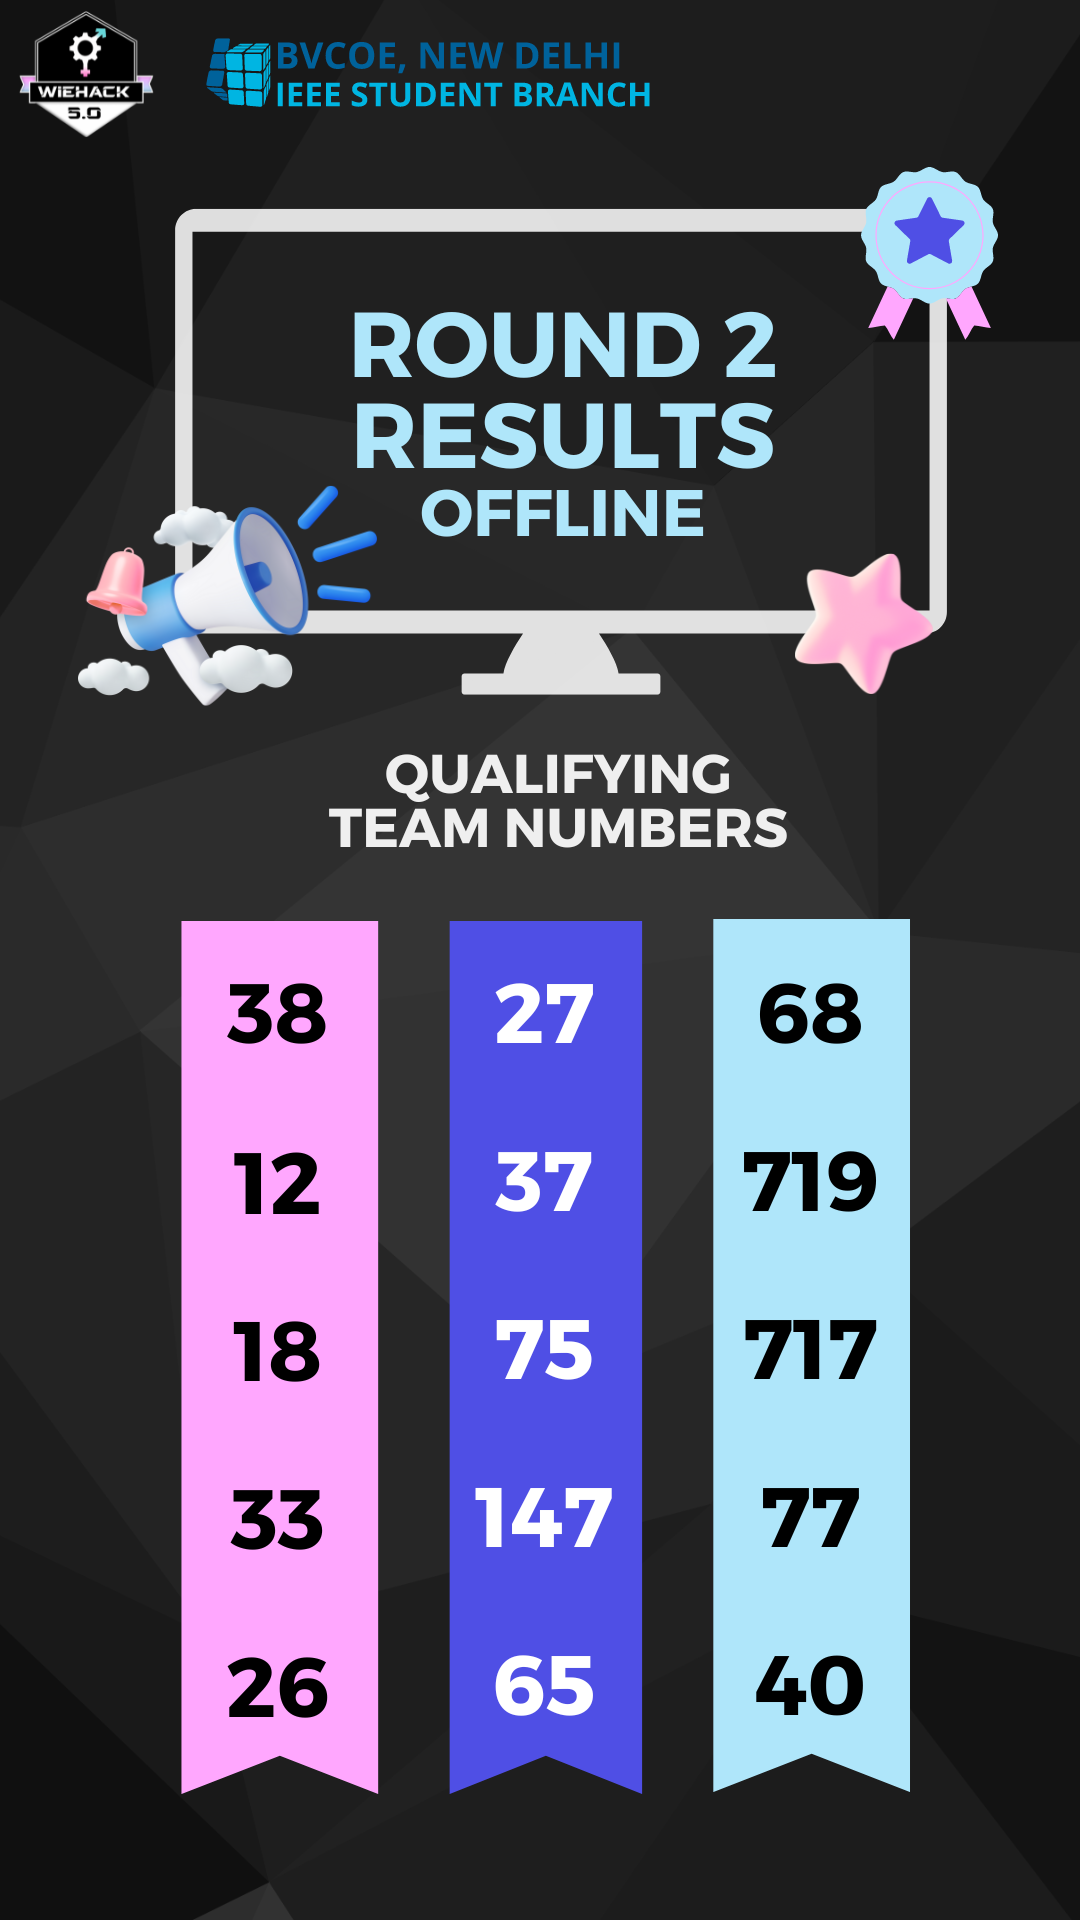 WiEHACK
5.0
BVCOE, NEW DELHI
IEEE STUDENT BRANCH
ROUND 2
RESULTS
OFFLINE
QUALIFYING
TEAM NUMBERS
38
12
18
33
26
27
37
75
147
65
68
719
717
77
40